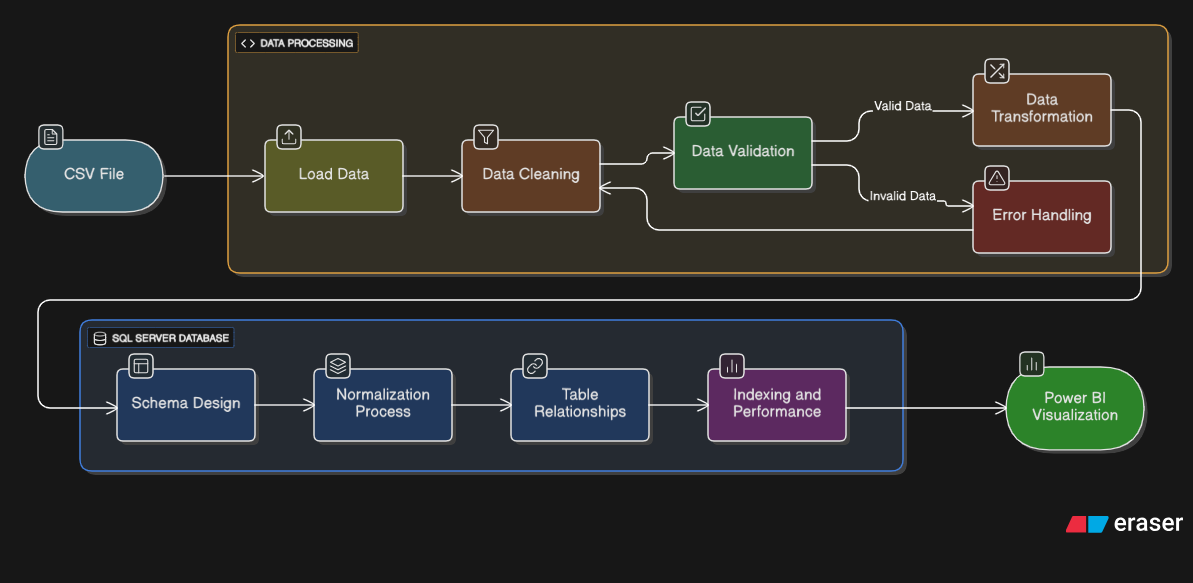 DATA PROCESSING
CSV File
Load Data
Data Cleaning
Data Validation
Valid Data
Invalid Data
Data
Transformation
Error Handling
SQL SERVER DATABASE
Schema Design
Normalization
Process
Table
Relationships
Indexing and
Performance
Power BI
Visualization
eraser